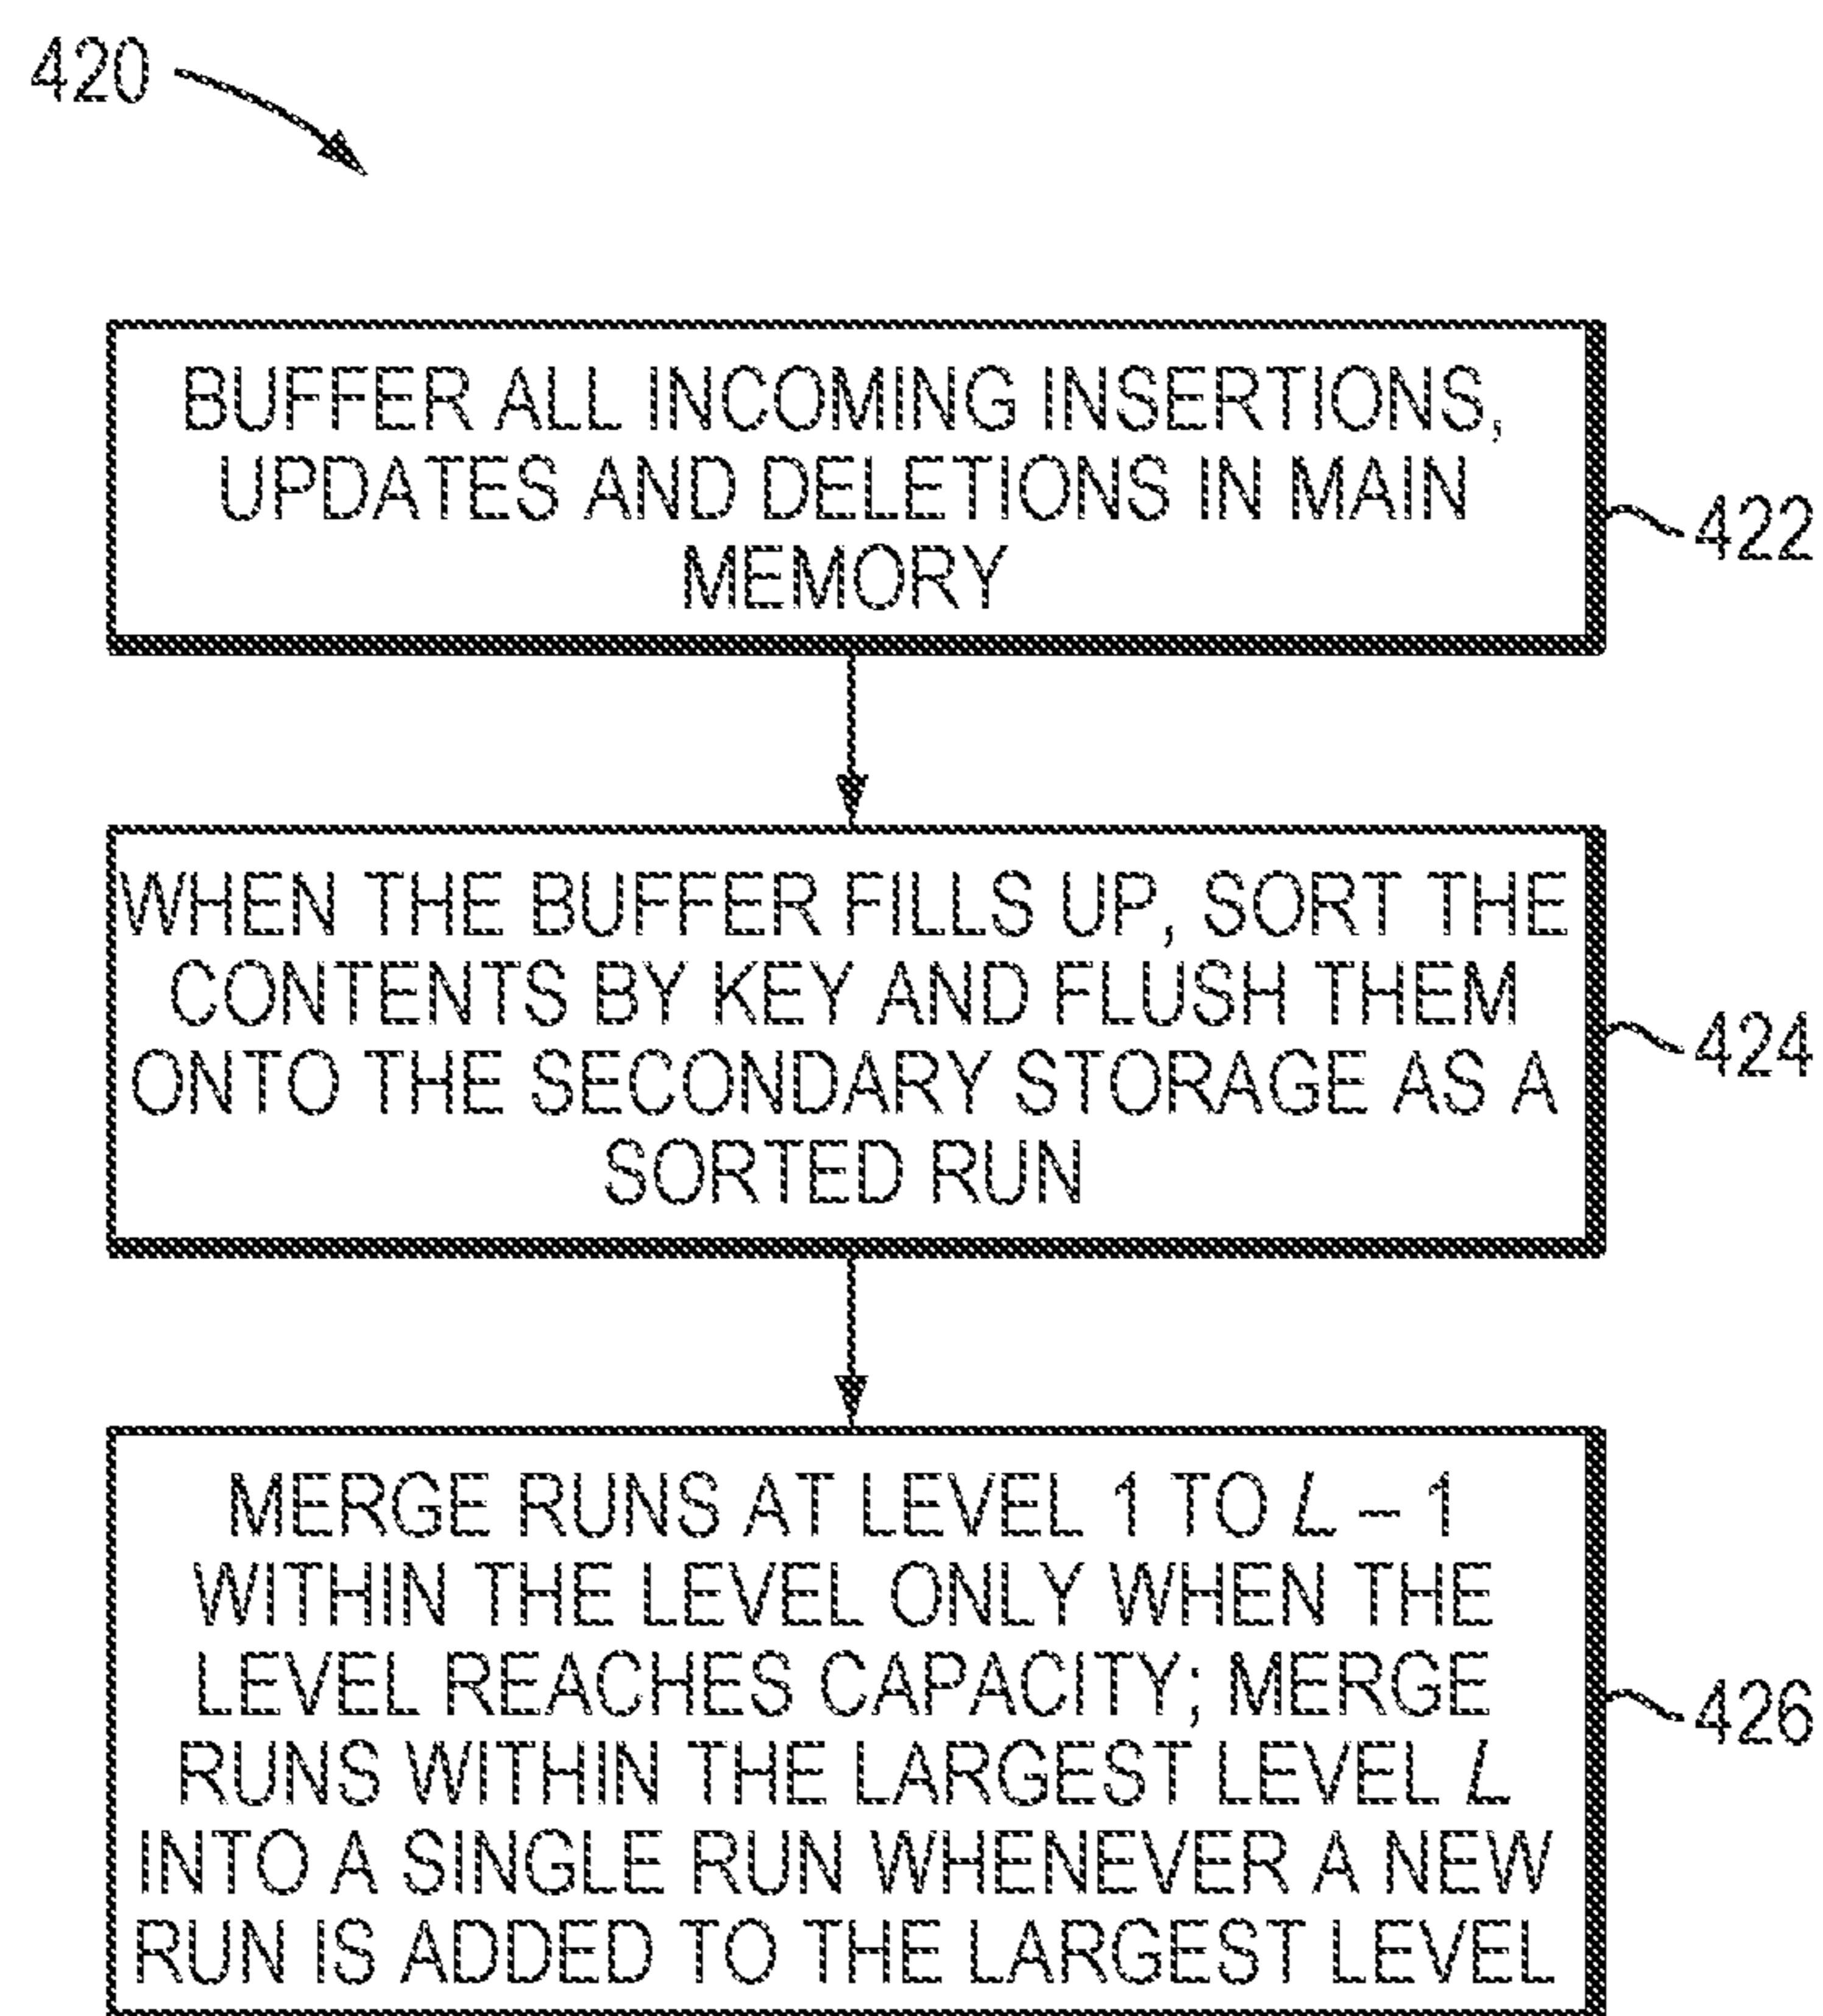 420
BUFFER ALL INCOMING INSERTIONS,
UPDATES AND DELETIONS IN MAIN
MEMORY
422
WHEN THE BUFFER FILLS UP, SORT THE
CONTENTS BY KEY AND FLUSH THEM
ONTO THE SECONDARY STORAGE AS A
SORTED RUN
424
MERGE RUNS AT LEVEL 1 TO L – 1
WITHIN THE LEVEL ONLY WHEN THE
LEVEL REACHES CAPACITY; MERGE
RUNS WITHIN THE LARGEST LEVEL L
INTO A SINGLE RUN WHENEVER A NEW
RUN IS ADDED TO THE LARGEST LEVEL
426